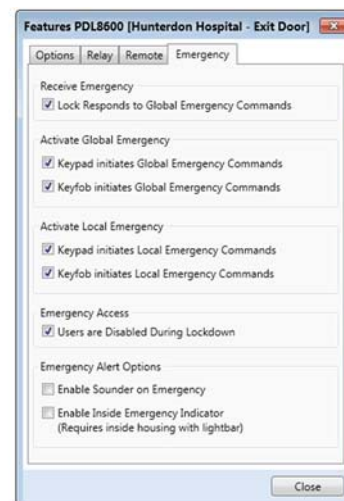 Features PDL8600 [Hunterdon Hospital - Exit Door]
Options
Relay
Remote
Emergency
Receive Emergency
Lock Responds to Global Emergency Commands
Activate Global Emergency
Keypad initiates Global Emergency Commands
Keyfob initiates Global Emergency Commands
Activate Local Emergency
Keypad initiates Local Emergency Commands
Keyfob initiates Local Emergency Commands
Emergency Access
Users are Disabled During Lockdown
Emergency Alert Options
Enable Sounder on Emergency
Enable Inside Emergency Indicator
(Requires inside housing with lightbar)
Close